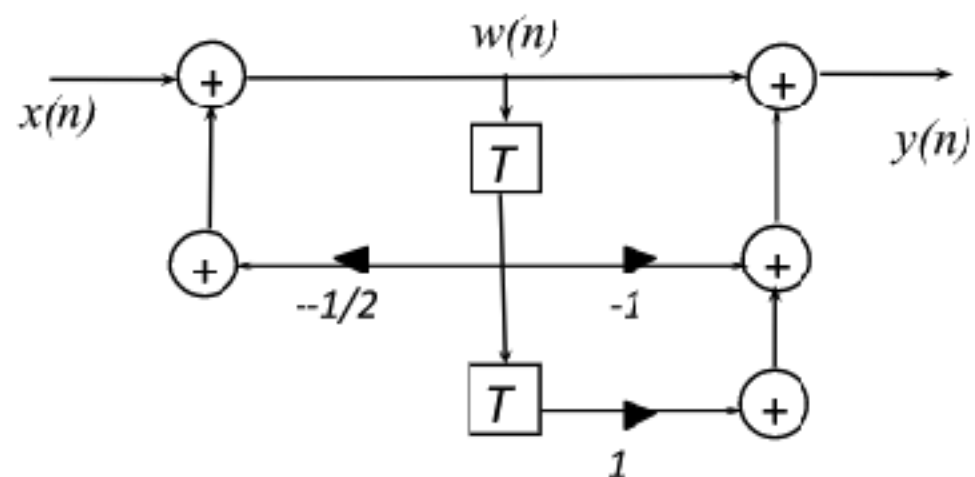 w(n)
+
+
x(n)
y(n)
T
+
+
--1/2
-1
T
+
1